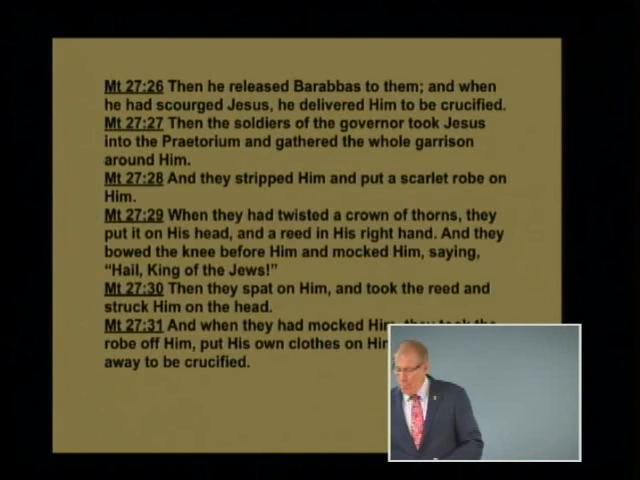 Mt 27:26 Then he released Barabbas to them; and when
he had scourged Jesus, he delivered Him to be crucified.
Mt 27:27 Then the soldiers of the governor took Jesus
into the Praetorium and gathered the whole garrison
around Him.
Mt 27:28 And they stripped Him and put a scarlet robe on
Him.
Mt 27:29 When they had twisted a crown of thorns, they
put it on His head, and a reed in His right hand. And they
bowed the knee before Him and mocked Him, saying,
“Hail, King of the Jews!”
Mt 27:30 Then they spat on Him, and took the reed and
struck Him on the head.
Mt 27:31 And when they had mocked Him, they took the
robe off Him, put His own clothes on Him
away to be crucified.